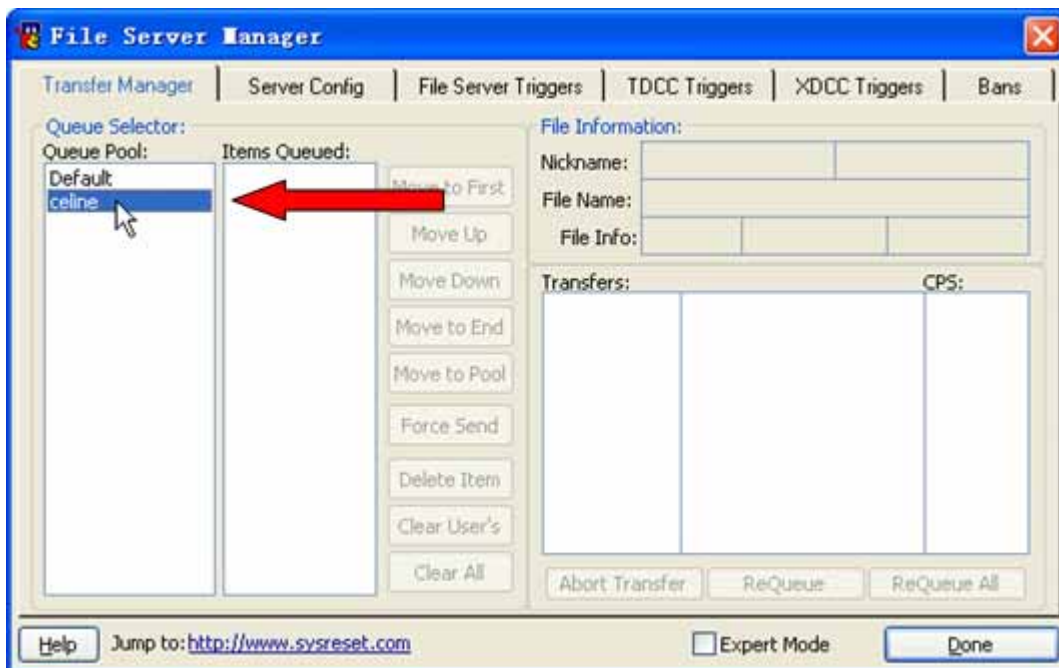 File Server Manager
Transfer Manager Server Config File Server Triggers TDCC Triggers XDCC Triggers Bans
Queue Selector:
Queue Pool: Items Queued:
Default
celine
Move to First
Move Up
Move Down
Move to End
Move to Pool
Force Send
Delete Item
Clear User's
Clear All
File Information:
Nickname:
File Name:
File Info:
Transfers: CPS:
Abort Transfer ReQueue ReQueue All
Help Jump to: http://www.sysreset.com Expert Mode Done